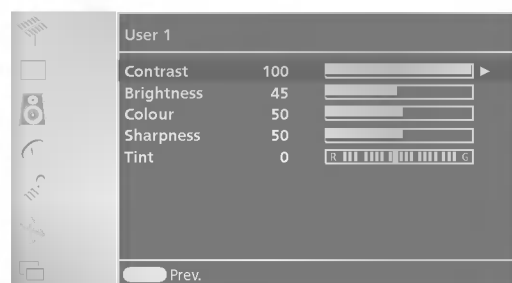 User 1
Contrast 100
Brightness 45
Colour 50
Sharpness 50
Tint 0 R G
Prev.